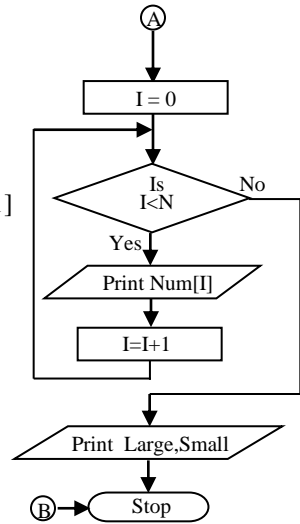 A
I = 0
Is
I<N
No
]
Yes
Print Num[I]
I=I+1
Print Large,Small
B
Stop